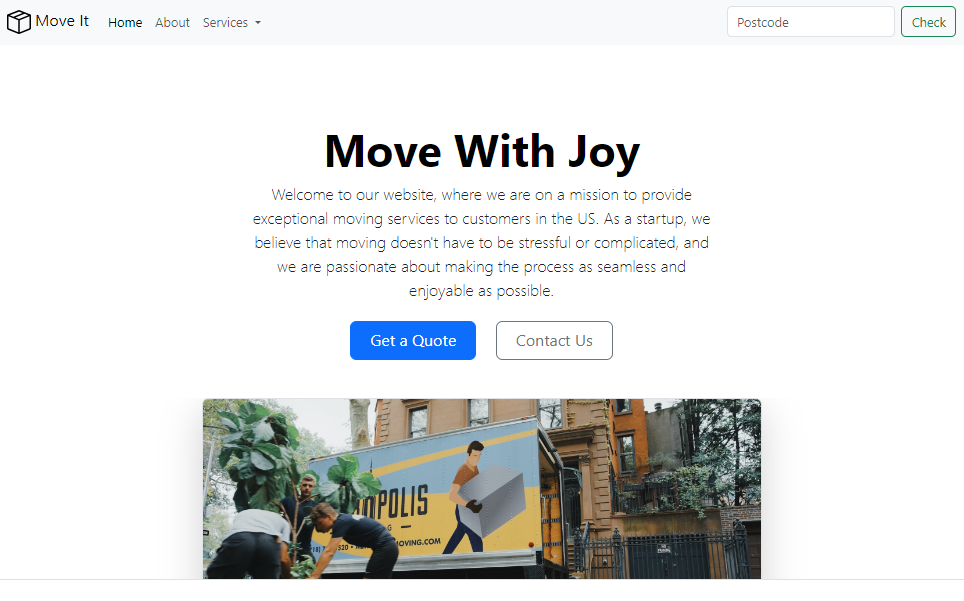 Move It
Home
About
Services
Postcode
Check
Move With Joy
Welcome to our website, where we are on a mission to provide
exceptional moving services to customers in the US. As a startup, we
believe that moving doesn't have to be stressful or complicated, and
we are passionate about making the process as seamless and
enjoyable as possible.
Get a Quote
Contact Us
OPOLIS
MOVING.COM